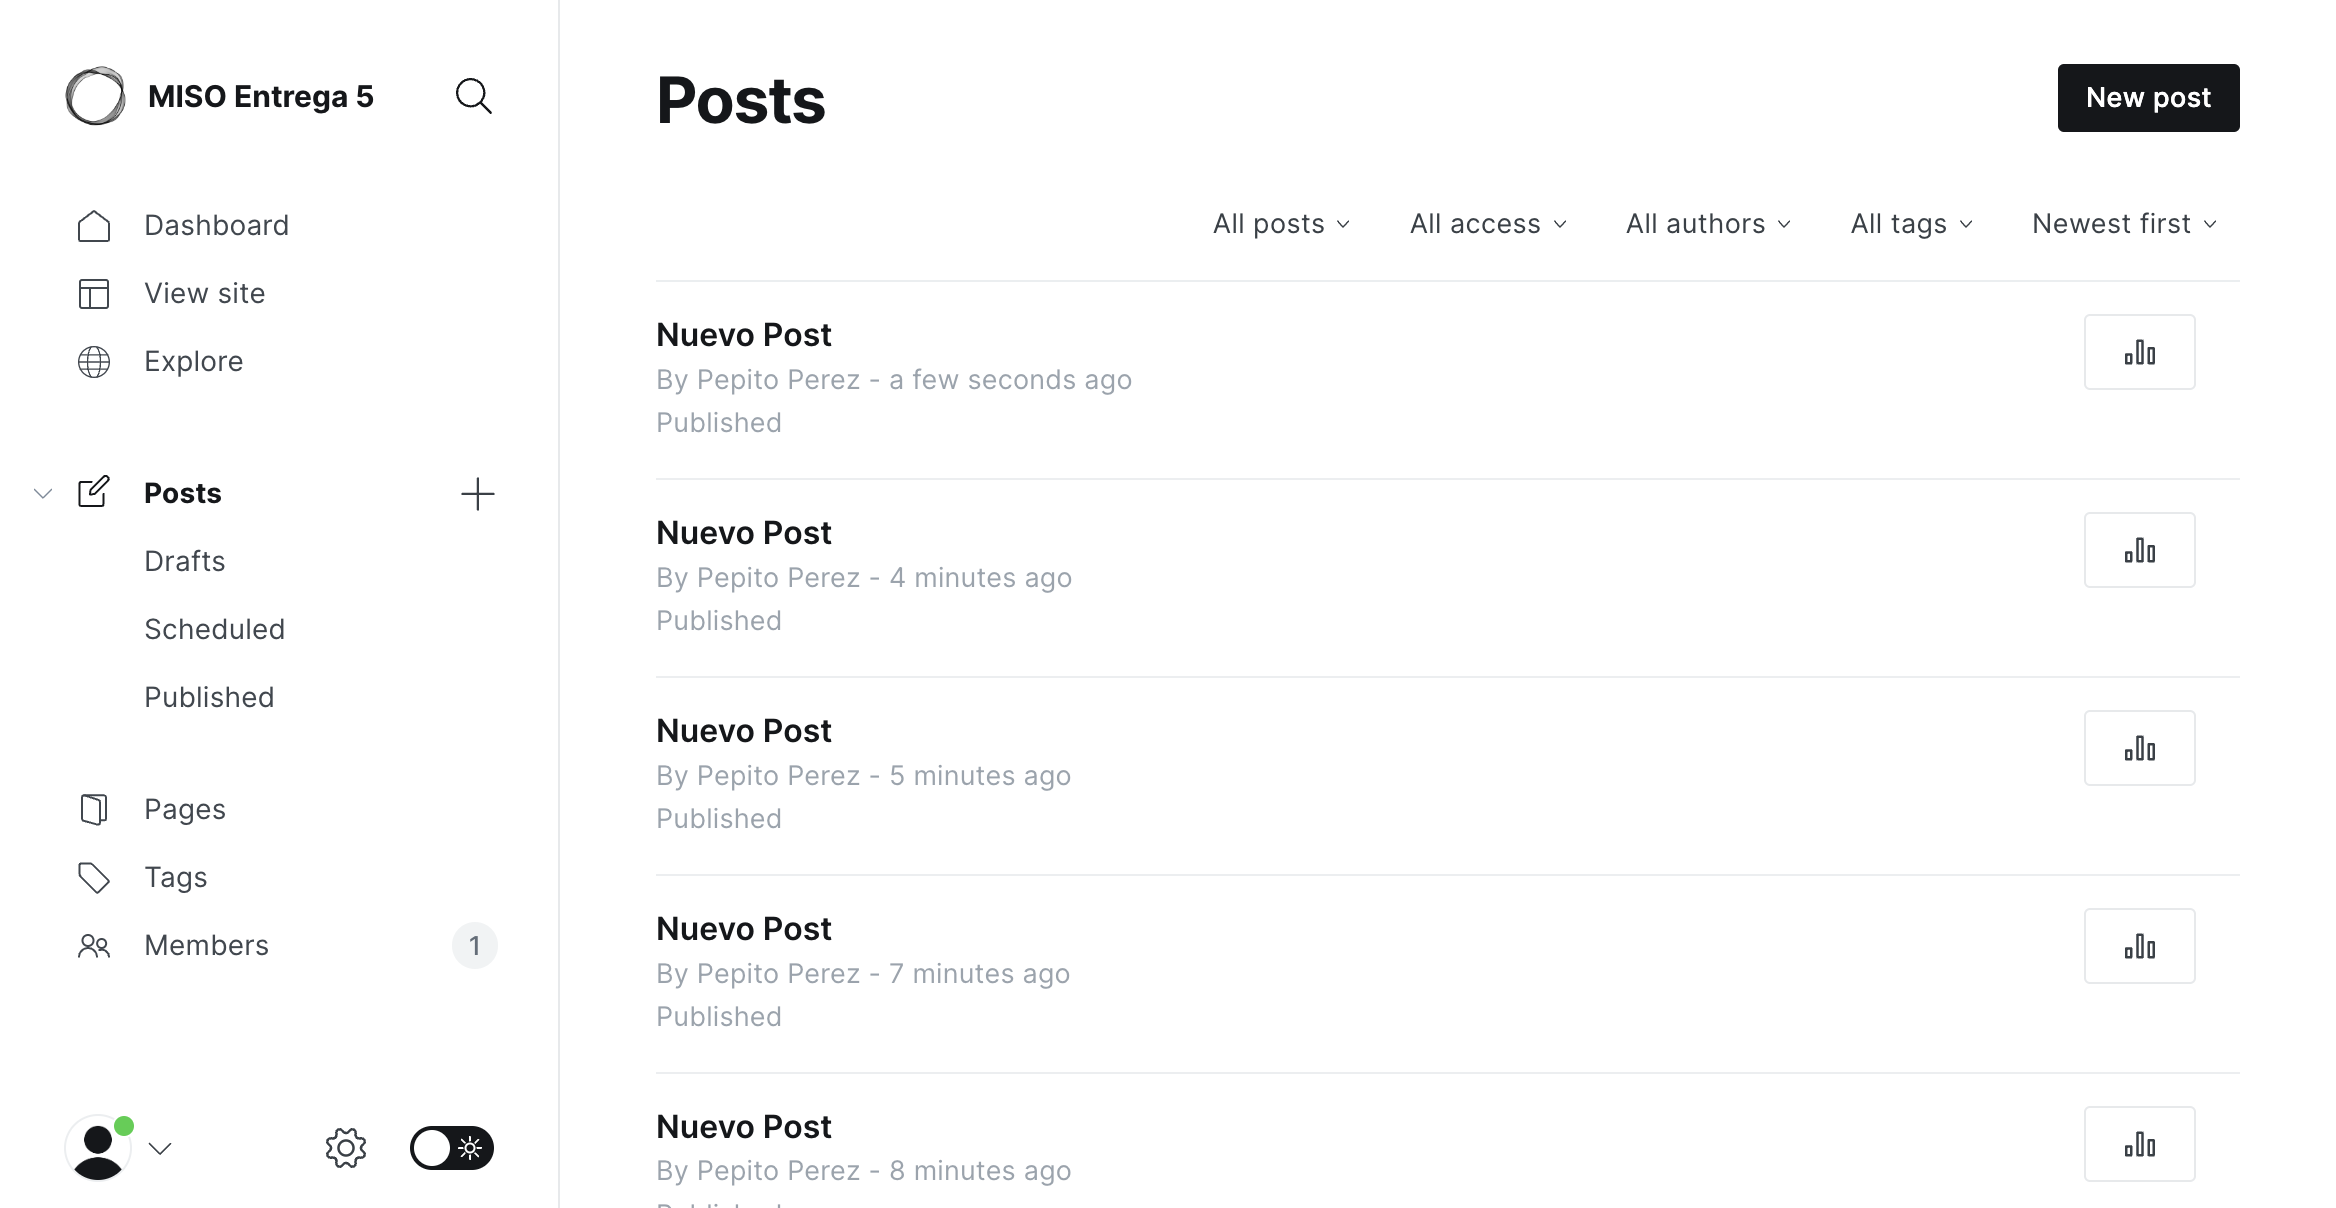 MISO Entrega 5
Dashboard
View site
Explore
Posts
Drafts
Scheduled
Published
Pages
Tags
Members 1
Posts
New post
All posts All access All authors All tags Newest first
Nuevo Post
By Pepito Perez - a few seconds ago
Published
Nuevo Post
By Pepito Perez - 4 minutes ago
Published
Nuevo Post
By Pepito Perez - 5 minutes ago
Published
Nuevo Post
By Pepito Perez - 7 minutes ago
Published
Nuevo Post
By Pepito Perez - 8 minutes ago